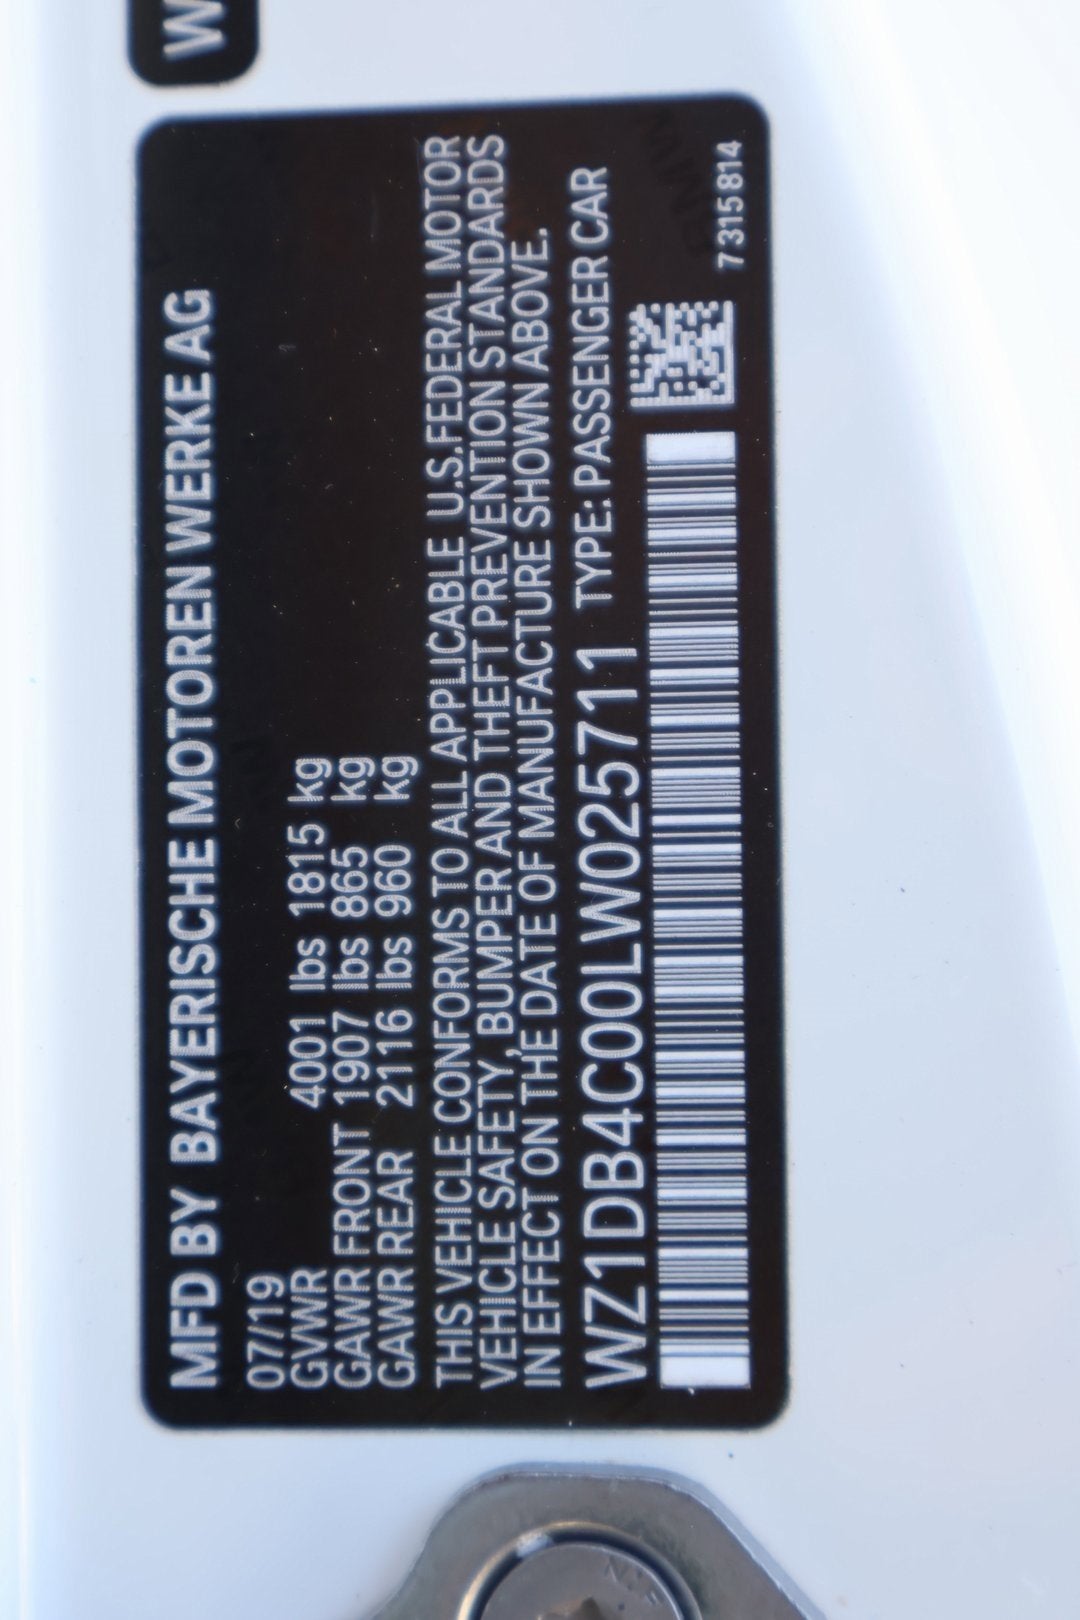 MFD BY BAYERISCHE MOTOREN WERKE AG
07/19
GVWR 4001 lbs 1815 kg
GAWR FRONT 1907 lbs 865 kg
GAWR REAR 2116 lbs 960 kg
THIS VEHICLE CONFORMS TO ALL APPLICABLE U.S.FEDERAL MOTOR
VEHICLE SAFETY, BUMPER AND THEFT PREVENTION STANDARDS
IN EFFECT ON THE DATE OF MANUFACTURE SHOWN ABOVE.
WZ1DB4C00LW025711 TYPE: PASSENGER CAR
7315814
W